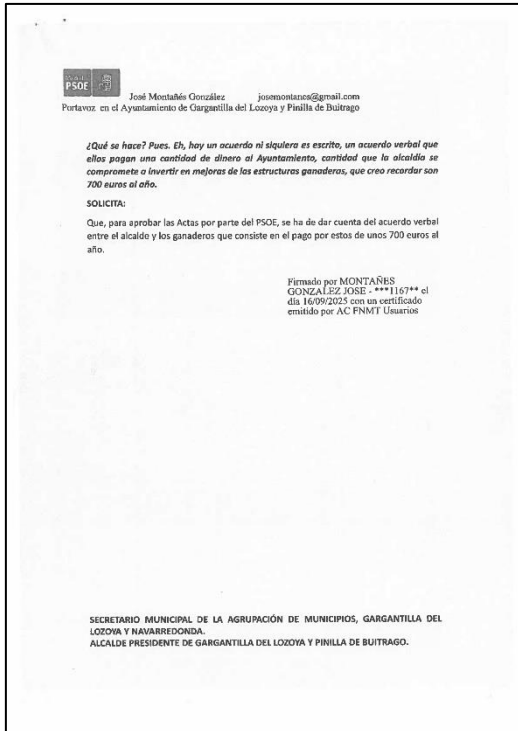 PSOE
José Montañés González josemontanes@gmail.com
Portavoz en el Ayuntamiento de Gargantilla del Lozoya y Pinilla de Buitrago
¿Qué se hace? Pues. Eh, hay un acuerdo ni siquiera es escrito, un acuerdo verbal que
ellos pagan una cantidad de dinero al Ayuntamiento, cantidad que la alcaldía se
compromete a invertir en mejoras de las estructuras ganaderas, que creo recordar son
700 euros al año.
SOLICITA:
Que, para aprobar las Actas por parte del PSOE, se ha de dar cuenta del acuerdo verbal
entre el alcalde y los ganaderos que consiste en el pago por estos de unos 700 euros al
año.
Firmado por MONTAÑES
GONZALEZ JOSE - ***1167** el
día 16/09/2025 con un certificado
emitido por AC FNMT Usuarios
SECRETARIO MUNICIPAL DE LA AGRUPACIÓN DE MUNICIPIOS, GARGANTILLA DEL
LOZOYA Y NAVARREDONDA.
ALCALDE PRESIDENTE DE GARGANTILLA DEL LOZOYA Y PINILLA DE BUITRAGO.